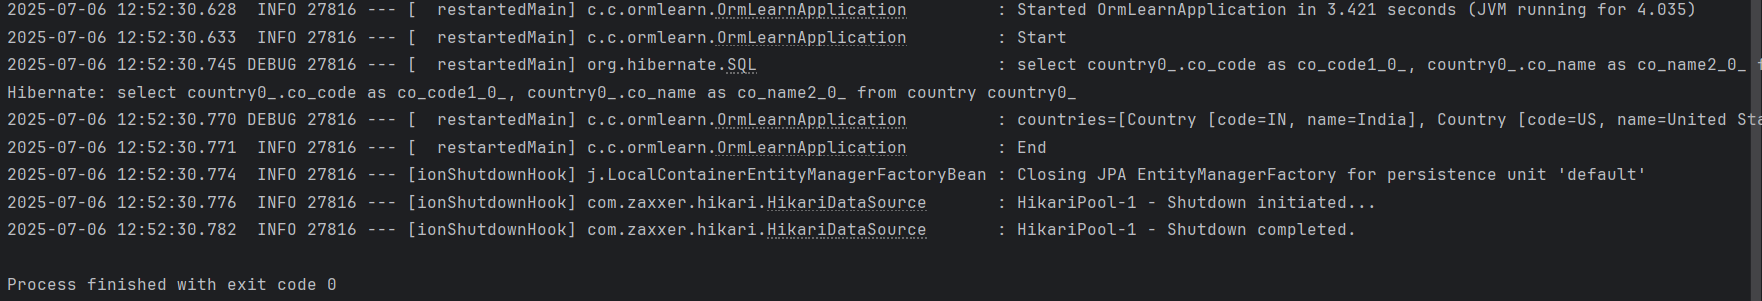 2025-07-06 12:52:30.628  INFO 27816 --- [  restartedMain] c.c.ormlearn.OrmLearnApplication         : Started OrmLearnApplication in 3.421 seconds (JVM running for 4.035)
2025-07-06 12:52:30.633  INFO 27816 --- [  restartedMain] c.c.ormlearn.OrmLearnApplication         : Start
2025-07-06 12:52:30.745 DEBUG 27816 --- [  restartedMain] org.hibernate.SQL                        : select country0_.co_code as co_code1_0_, country0_.co_name as co_name2_0_ f
Hibernate: select country0_.co_code as co_code1_0_, country0_.co_name as co_name2_0_ from country country0_
2025-07-06 12:52:30.770 DEBUG 27816 --- [  restartedMain] c.c.ormlearn.OrmLearnApplication         : countries=[Country [code=IN, name=India], Country [code=US, name=United Sta
2025-07-06 12:52:30.771  INFO 27816 --- [  restartedMain] c.c.ormlearn.OrmLearnApplication         : End
2025-07-06 12:52:30.774  INFO 27816 --- [ionShutdownHook] j.LocalContainerEntityManagerFactoryBean : Closing JPA EntityManagerFactory for persistence unit 'default'
2025-07-06 12:52:30.776  INFO 27816 --- [ionShutdownHook] com.zaxxer.hikari.HikariDataSource       : HikariPool-1 - Shutdown initiated...
2025-07-06 12:52:30.782  INFO 27816 --- [ionShutdownHook] com.zaxxer.hikari.HikariDataSource       : HikariPool-1 - Shutdown completed.
Process finished with exit code 0